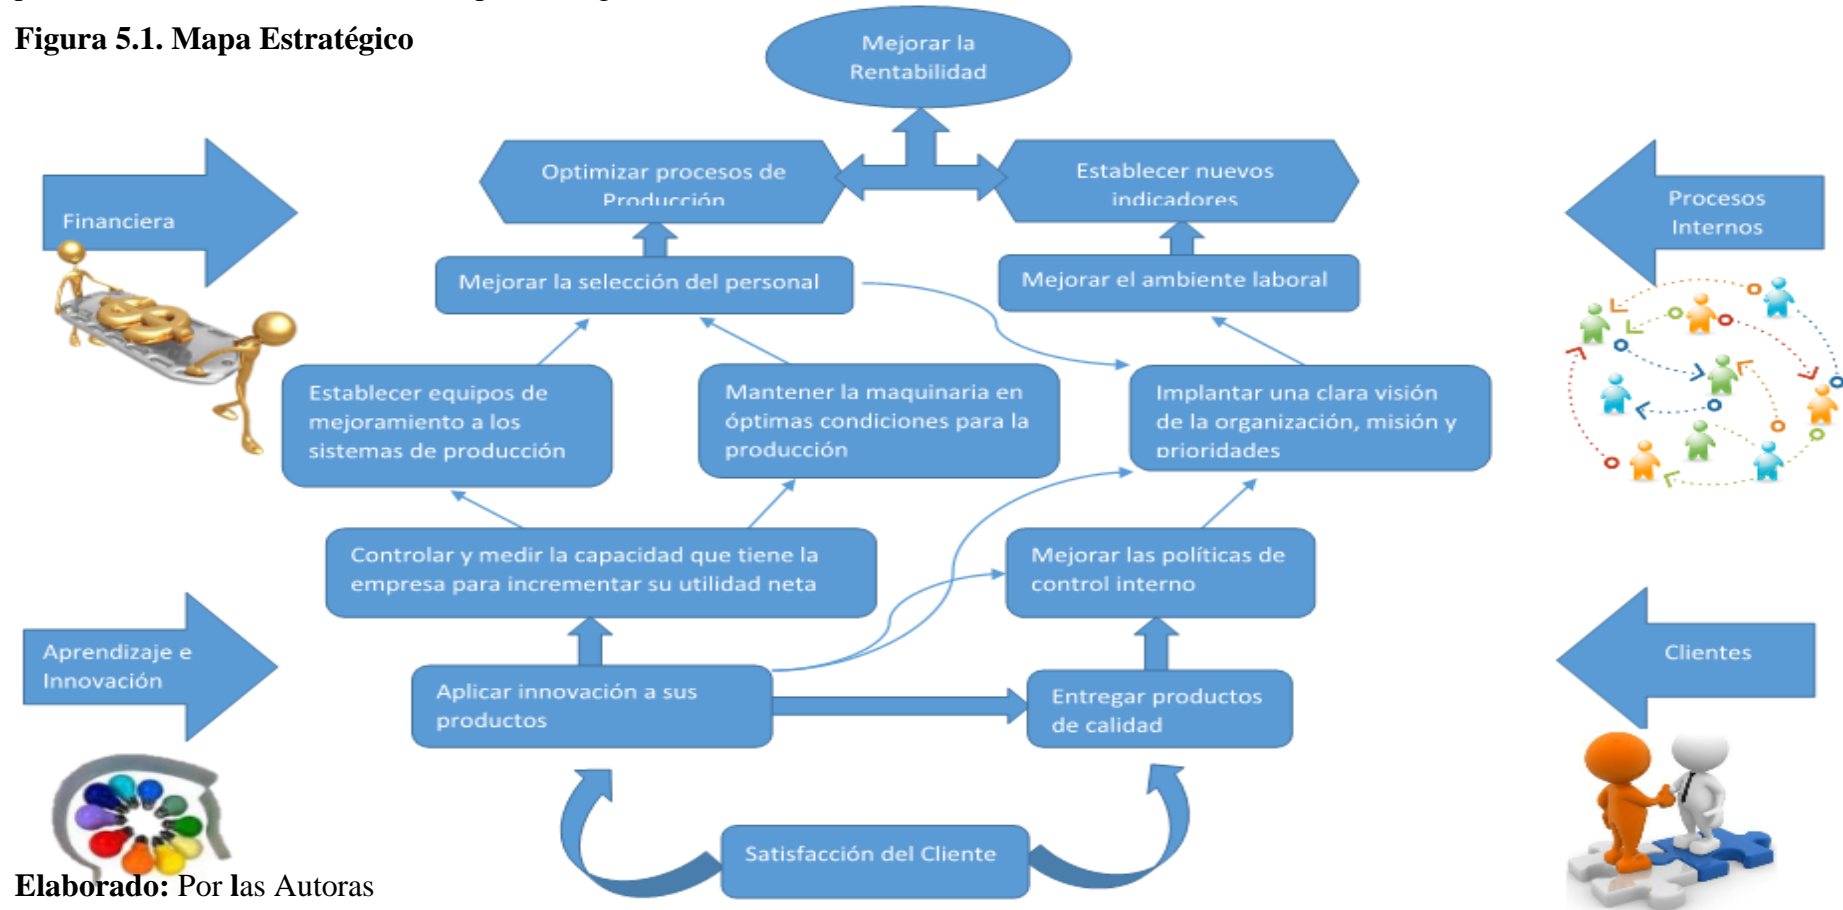 Figura 5.1. Mapa Estratégico
Mejorar la
Rentabilidad
Financiera
Optimizar procesos de
Producción
Establecer nuevos
indicadores
Procesos
Internos
Mejorar la selección del personal
Mejorar el ambiente laboral
Establecer equipos de
mejoramiento a los
sistemas de producción
Mantener la maquinaria en
óptimas condiciones para la
producción
Implantar una clara visión
de la organización, misión y
prioridades
Controlar y medir la capacidad que tiene la
empresa para incrementar su utilidad neta
Mejorar las políticas de
control interno
Aprendizaje e
Innovación
Aplicar innovación a sus
productos
Entregar productos
de calidad
Clientes
Satisfacción del Cliente
Elaborado: Por las Autoras